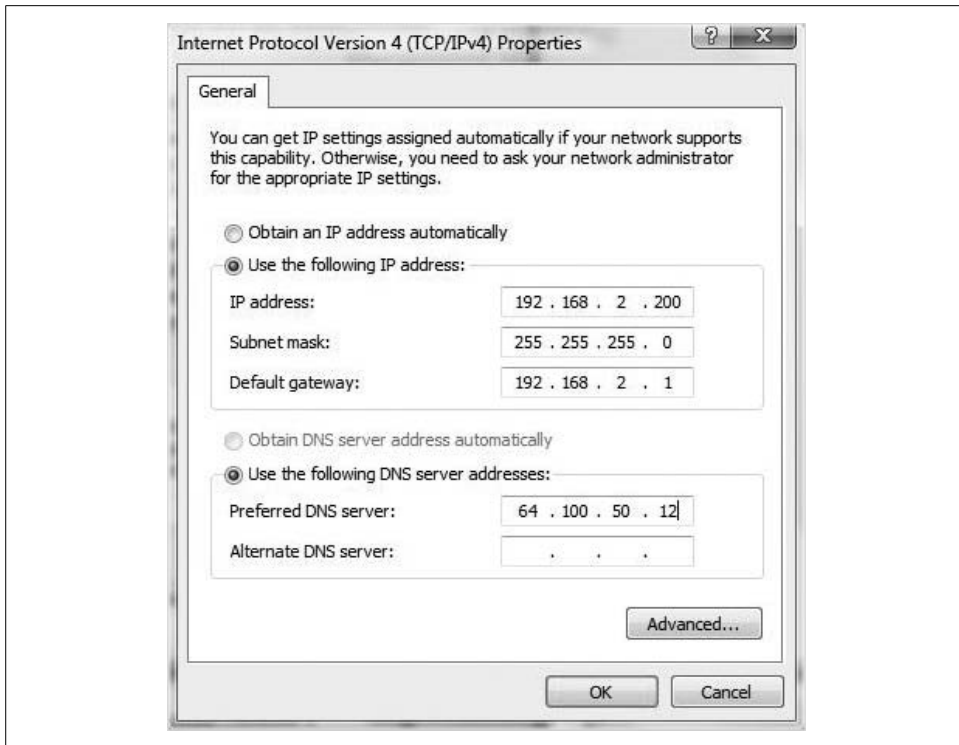 Internet Protocol Version 4 (TCP/IPv4) Properties
General
You can get IP settings assigned automatically if your network supports
this capability. Otherwise, you need to ask your network administrator
for the appropriate IP settings.
Obtain an IP address automatically
Use the following IP address:
IP address: 192 . 168 . 2 . 200
Subnet mask: 255 . 255 . 255 . 0
Default gateway: 192 . 168 . 2 . 1
Obtain DNS server address automatically
Use the following DNS server addresses:
Preferred DNS server: 64 . 100 . 50 . 12
Alternate DNS server: . . .
Advanced...
OK Cancel